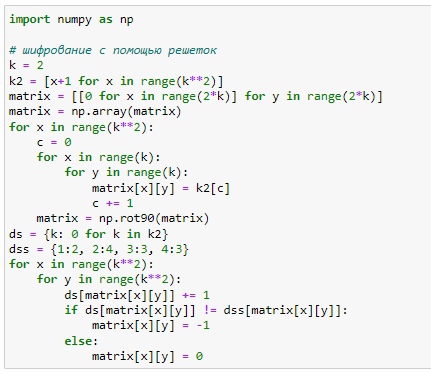 import numpy as np

# шифрование с помощью решеток
k = 2
k2 = [x+1 for x in range(k**2)]
matrix = [[0 for x in range(2*k)] for y in range(2*k)]
matrix = np.array(matrix)
for x in range(k**2):
    c = 0
    for x in range(k):
        for y in range(k):
            matrix[x][y] = k2[c]
            c += 1
    matrix = np.rot90(matrix)
ds = {k: 0 for k in k2}
dss = {1:2, 2:4, 3:3, 4:3}
for x in range(k**2):
    for y in range(k**2):
        ds[matrix[x][y]] += 1
        if ds[matrix[x][y]] != dss[matrix[x][y]]:
            matrix[x][y] = -1
        else:
            matrix[x][y] = 0